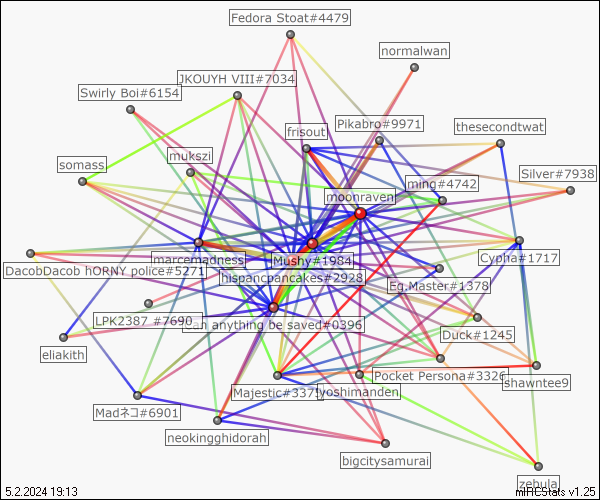 Fedora Stoat#4479
normalwan
JKOUYH VIII#7034
Swirly Boi#6154
Pikabro#9971
thesecondtwat
frisout
mukszi
somass
Silver#7938
ming#4742
moonraven
Cypha#1717
marcemadness
Mushy#1984
DacobDacob hORNY police#5271
hispancpancakes#2928
Eg.Master#1378
LPK2387 #7690
can anything be saved#0396
Duck#1245
eliakith
Pocket Persona#3326
shawntee9
Majestic#3371
yoshimanden
Madネコ#6901
neokingghidorah
bigcitysamurai
zebula
5.2.2024 19:13
mIRCStats v1.25